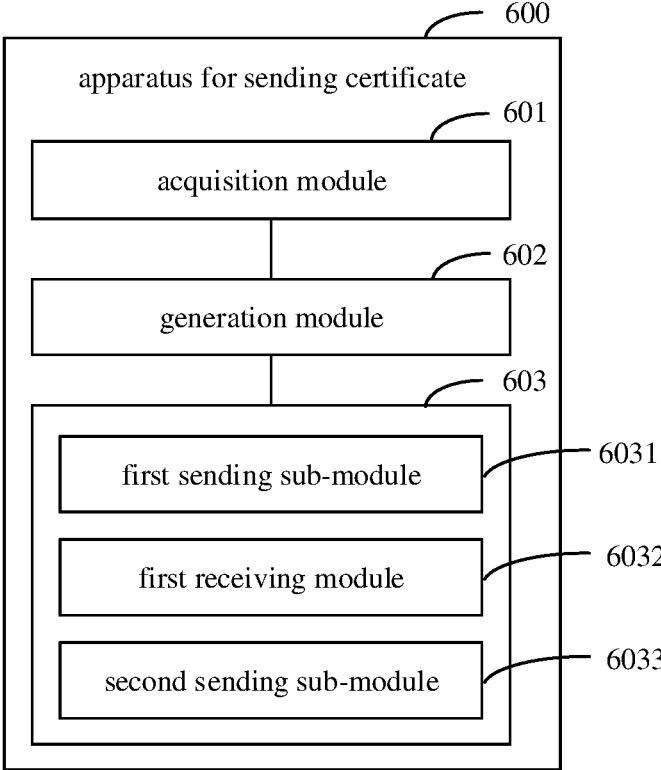 600
apparatus for sending certificate
601
acquisition module
602
generation module
603
first sending sub-module
6031
first receiving module
6032
second sending sub-module
6033